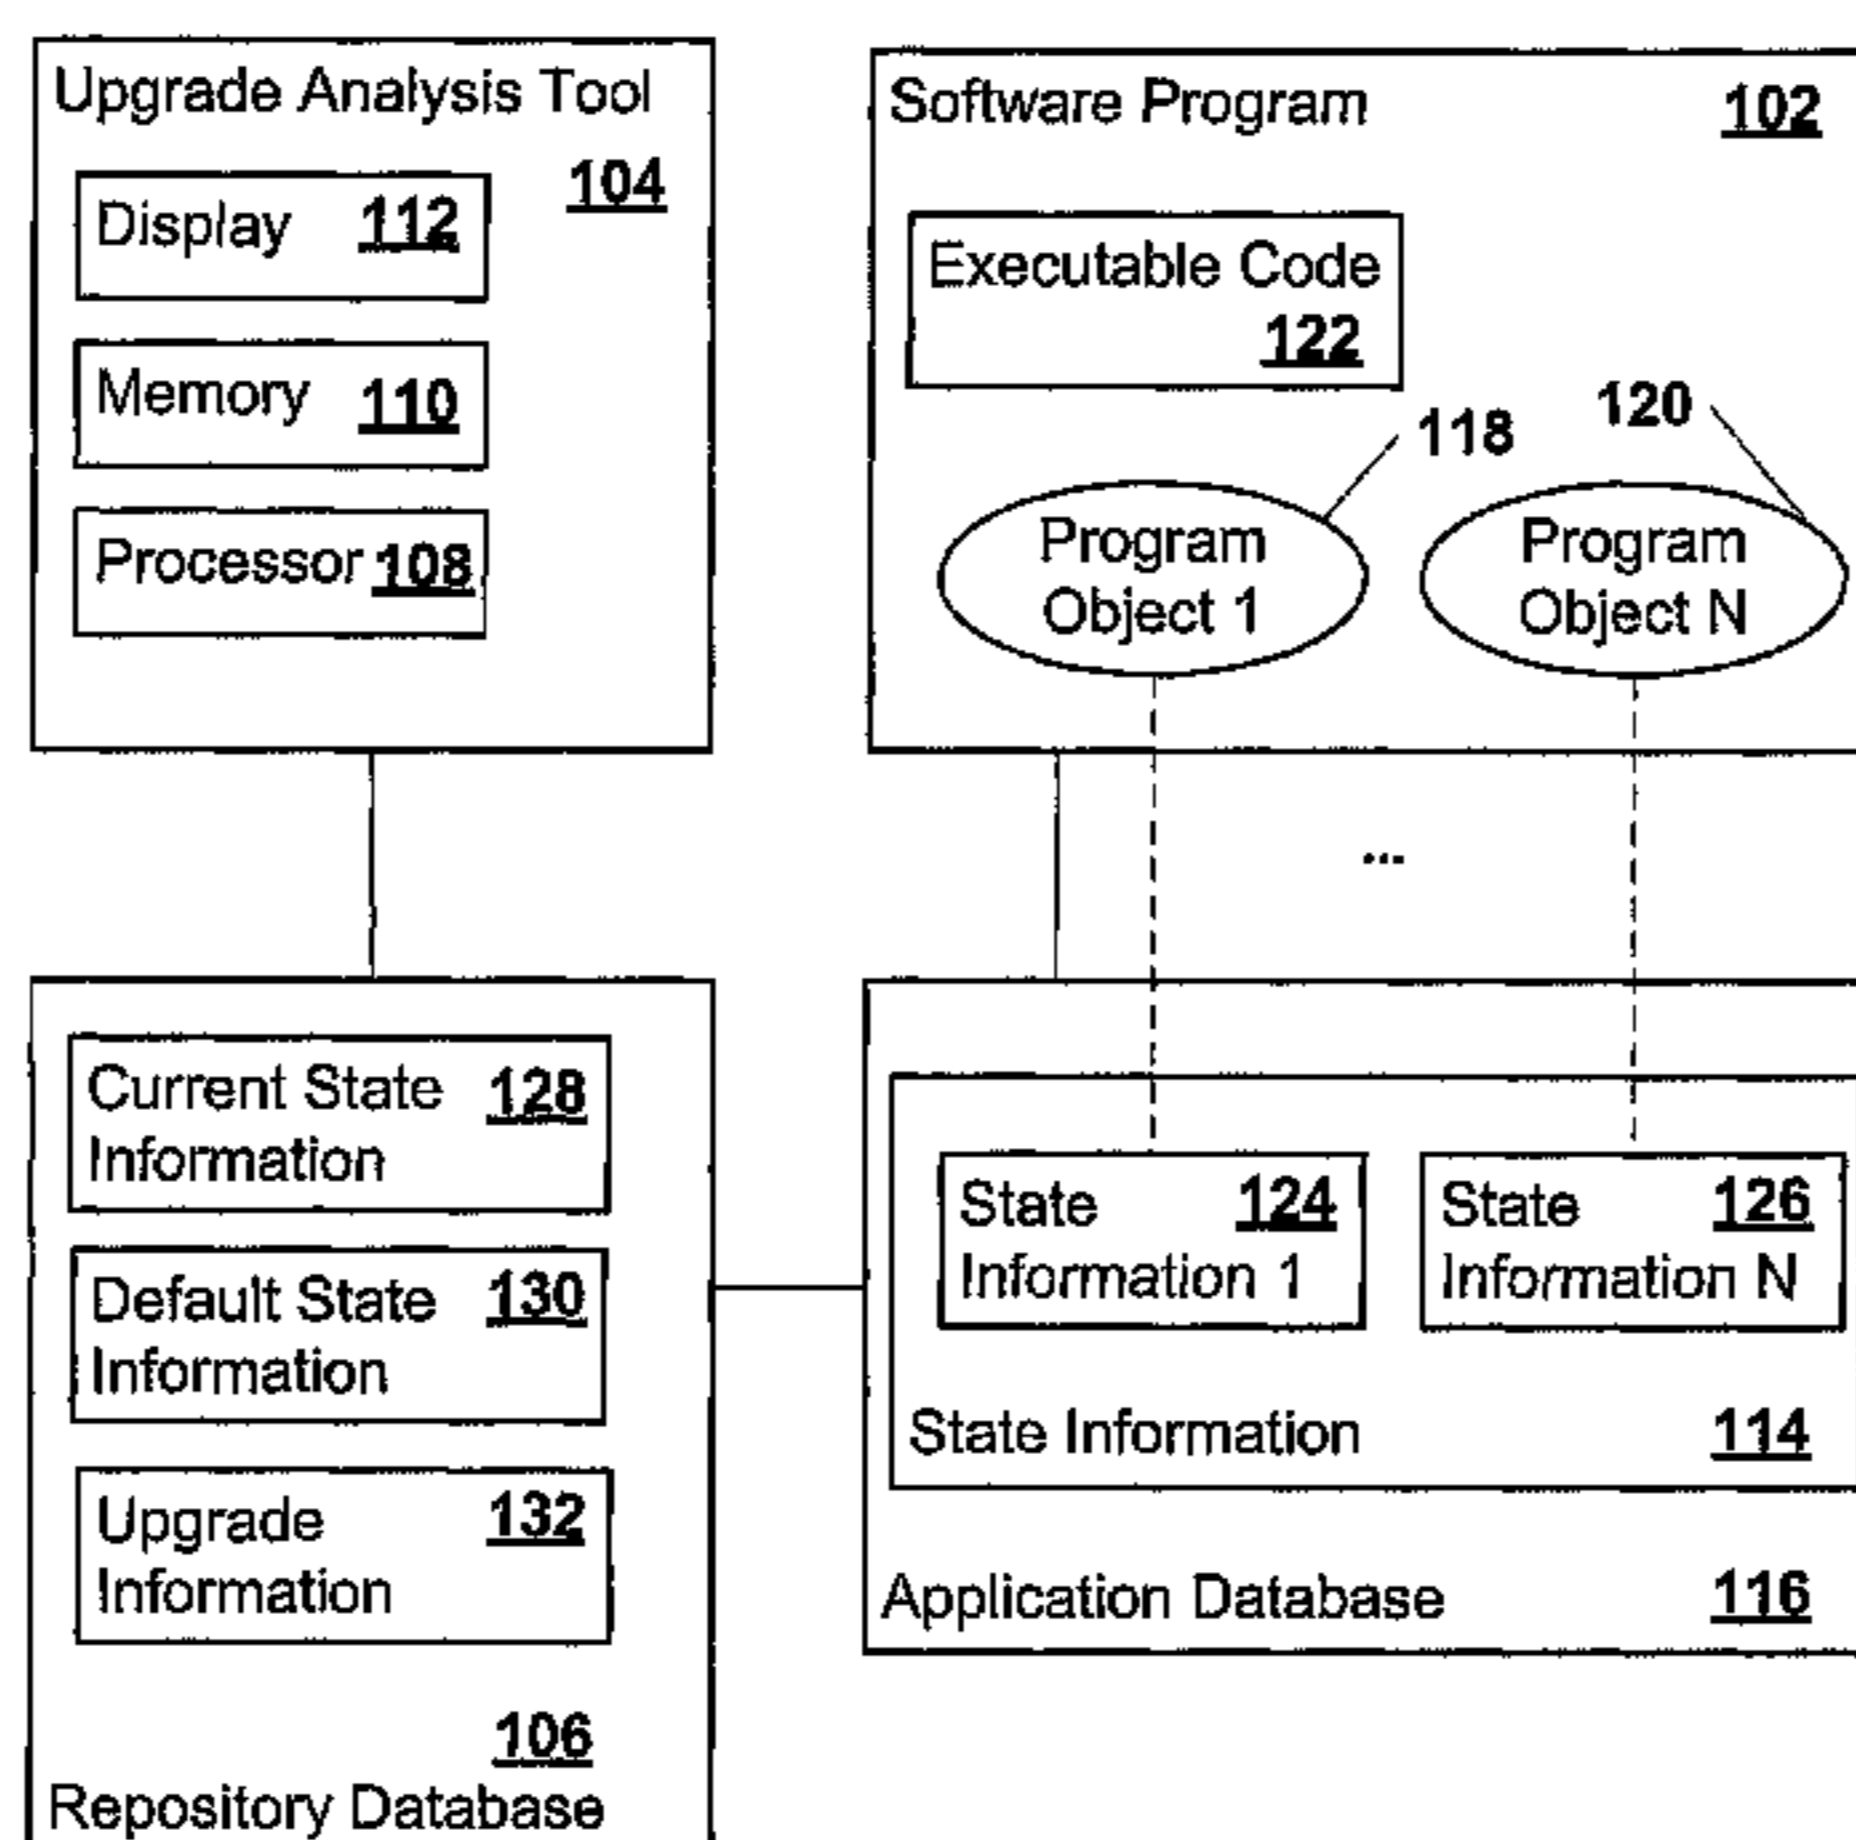 Upgrade Analysis Tool
104
Display 112
Memory 110
Processor 108
Software Program 102
Executable Code
122
118
120
Program
Object 1
Program
Object N
...
Current State 128
Information
Default State 130
Information
Upgrade 132
Information
106
Repository Database
State 124
Information 1
State 126
Information N
State Information 114
Application Database 116